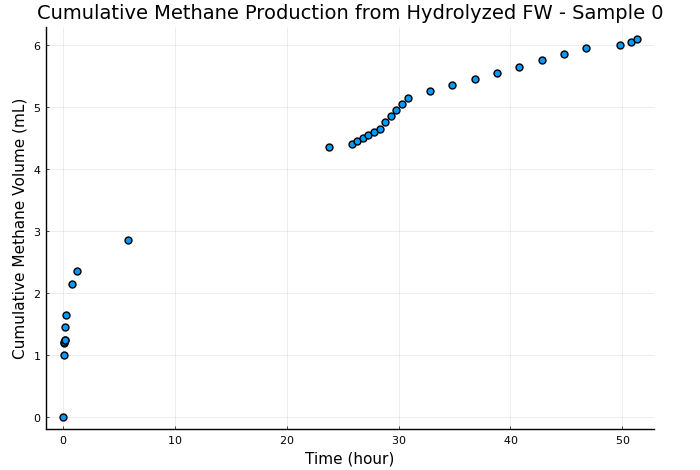 Cumulative Methane Production from Hydrolyzed FW - Sample 0
Cumulative Methane Volume (mL)
6
5
4
3
2
1
0
0 10 20 30 40 50
Time (hour)